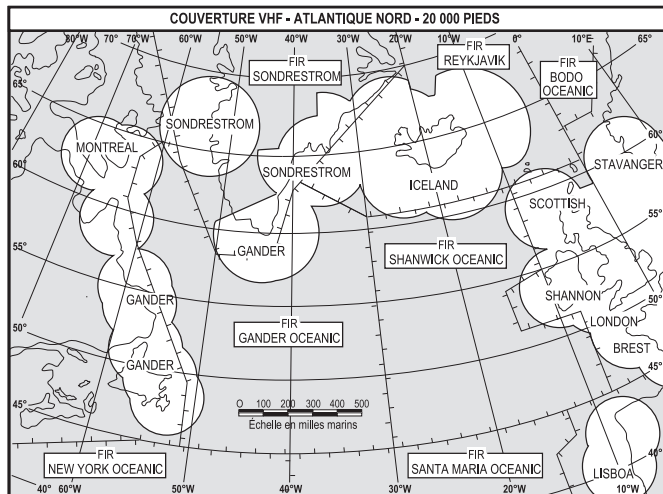 COUVERTURE VHF - ATLANTIQUE NORD - 20 000 PIEDS
80°W 70° 70° 60°W 50°W 40°W 30°W 20°W 10°W 0° 10°E 65°
65°
FIR
SONDRESTROM
FIR
REYKJAVIK
FIR
BODO
OCEANIC
SONDRESTROM
MONTREAL
60°
60°
STAVANGER
SONDRESTROM
ICELAND
SCOTTISH
55°
55°
GANDER
FIR
SHANWICK OCEANIC
50°
GANDER
SHANNON
FIR
GANDER OCEANIC
LONDON
50°
BREST
GANDER
45°
45°
0 100 200 300 400 500
Échelle en milles marins
FIR
NEW YORK OCEANIC
FIR
SANTA MARIA OCEANIC
40°
LISBOA
40° 60°W 50°W 40°W 30°W 20°W 10°W